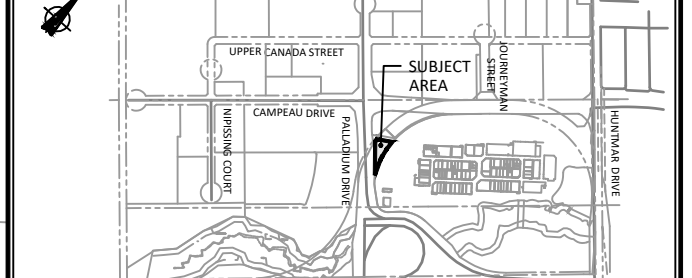 UPPER CANADA STREET
SUBJECT
AREA
JOURNEYMAN
STREET
CAMPEAU DRIVE
NIPISSING COURT
PALLADIUM DRIVE
HUNTMAR DRIVE